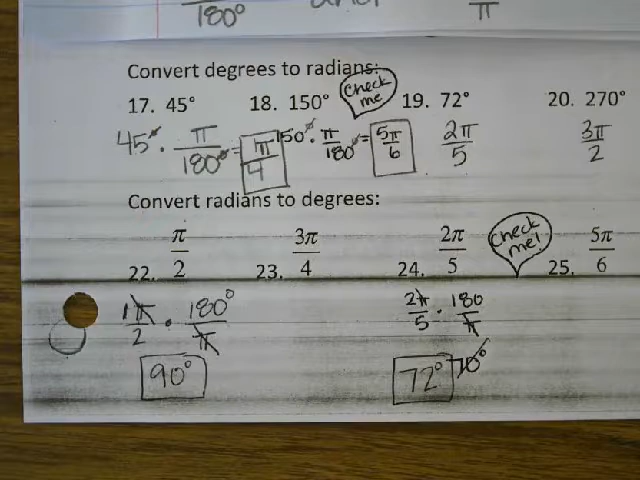 180°
π
Convert degrees to radians:
17. 45° 18. 150° check me 19. 72° 20. 270°
45° · π/180° = π/4 150° · π/180° = 5π/6 2π/5 3π/2
Convert radians to degrees:
22. π/2 23. 3π/4 24. 2π/5 check me! 25. 5π/6
1π/2 · 180°/π 2π/5 · 180/π
90° 72° 70°